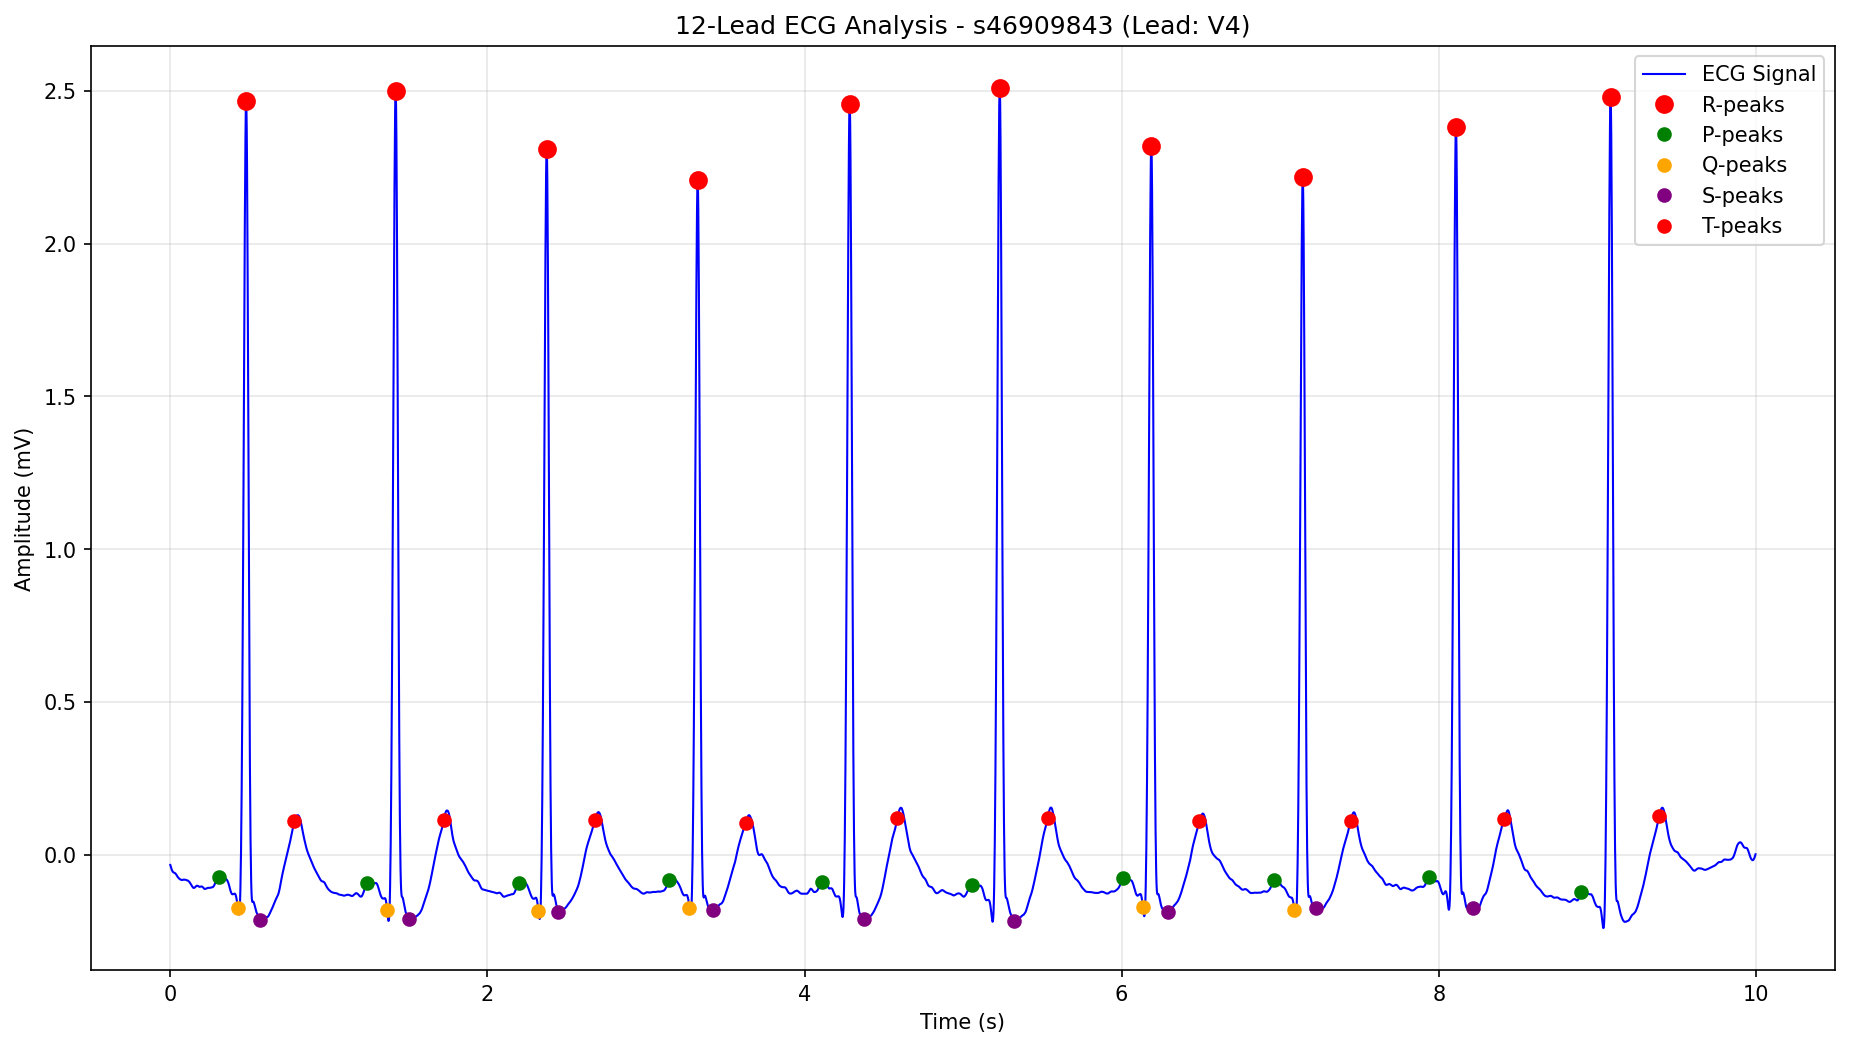 12-Lead ECG Analysis - s46909843 (Lead: V4)
ECG Signal
R-peaks
P-peaks
Q-peaks
S-peaks
T-peaks
Amplitude (mV)
2.5
2.0
1.5
1.0
0.5
0.0
0 2 4 6 8 10
Time (s)